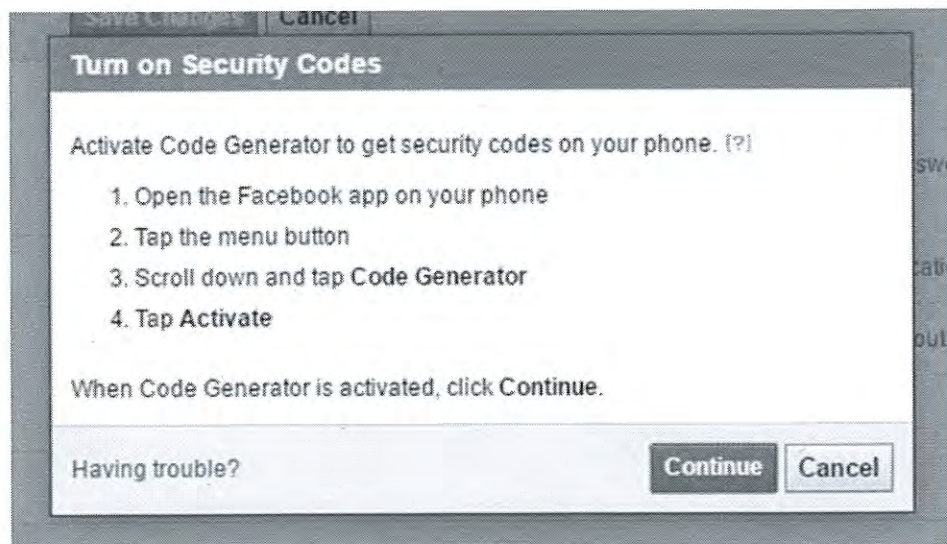 Save Changes Cancel
Turn on Security Codes
Activate Code Generator to get security codes on your phone. [?]
1. Open the Facebook app on your phone
2. Tap the menu button
3. Scroll down and tap Code Generator
4. Tap Activate
When Code Generator is activated, click Continue.
Having trouble?
Continue Cancel